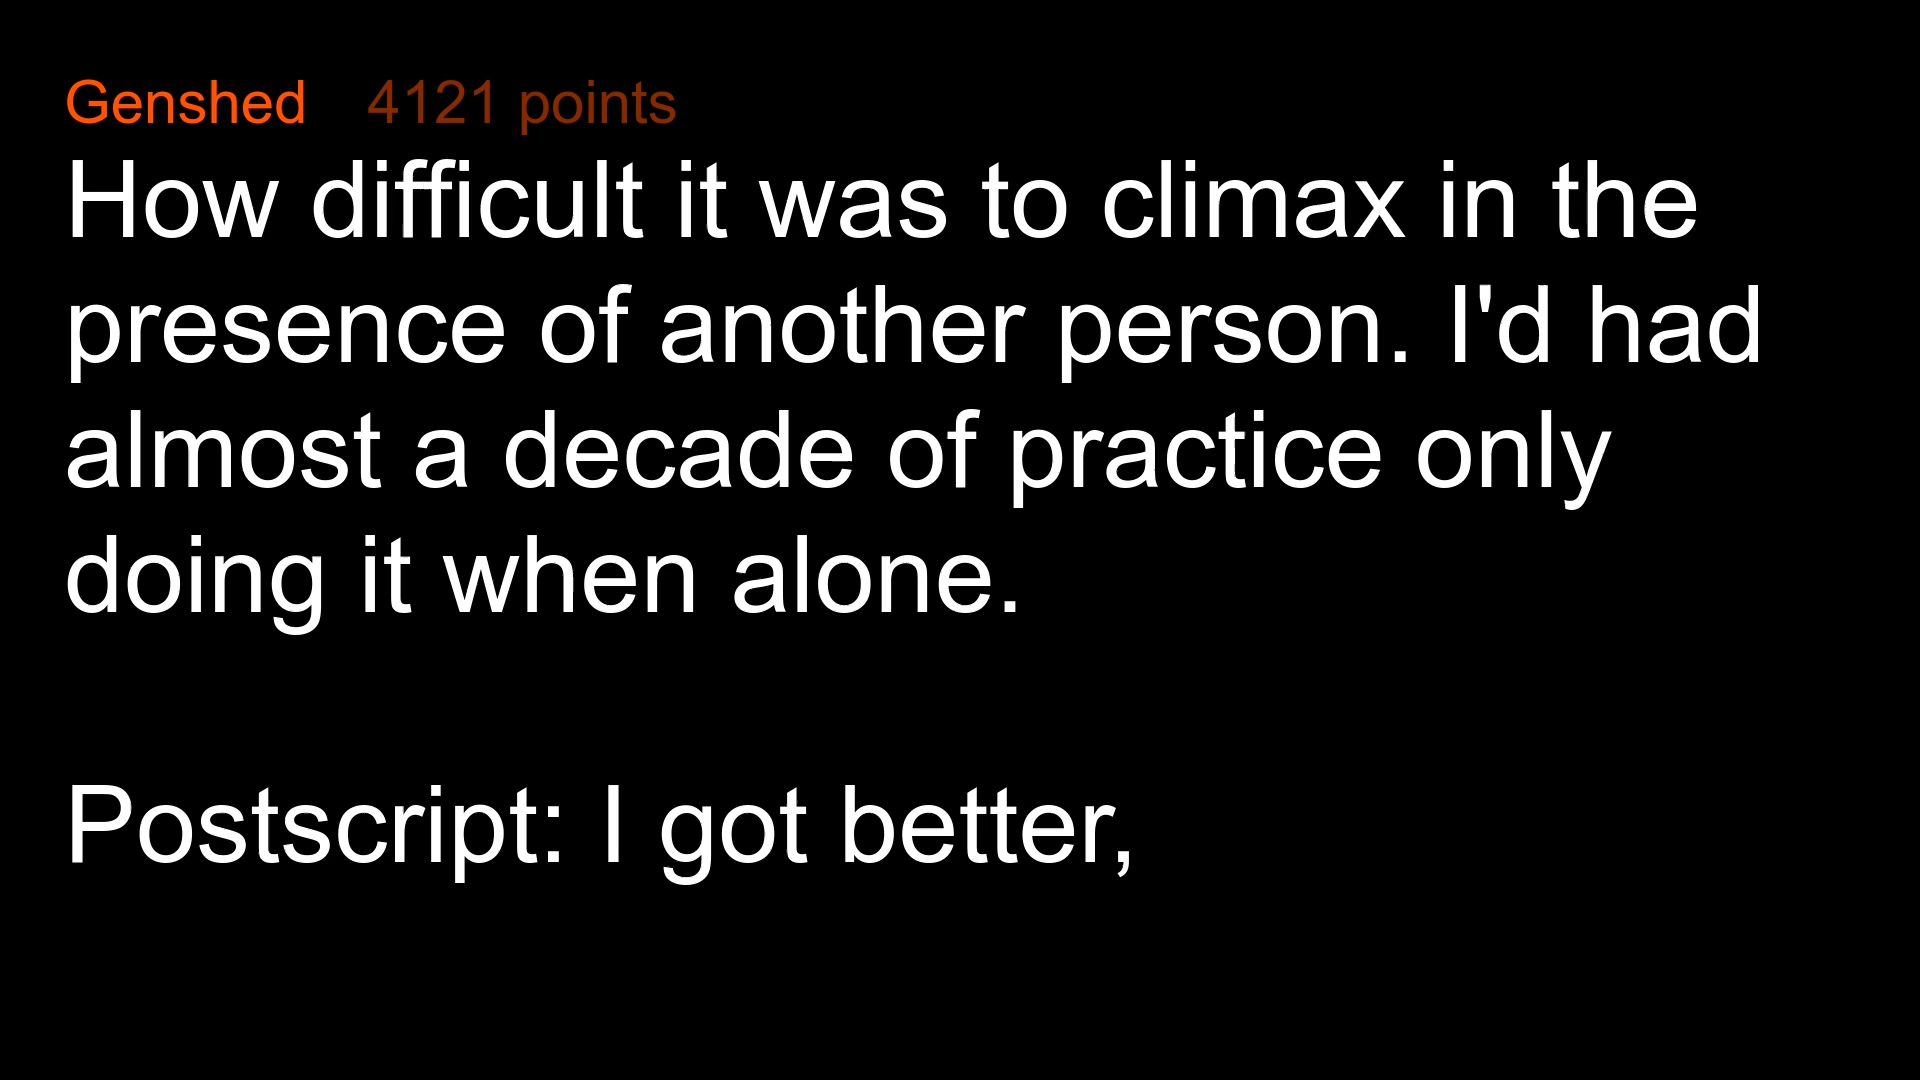 Genshed 4121 points
How difficult it was to climax in the
presence of another person. I'd had
almost a decade of practice only
doing it when alone.
Postscript: I got better,